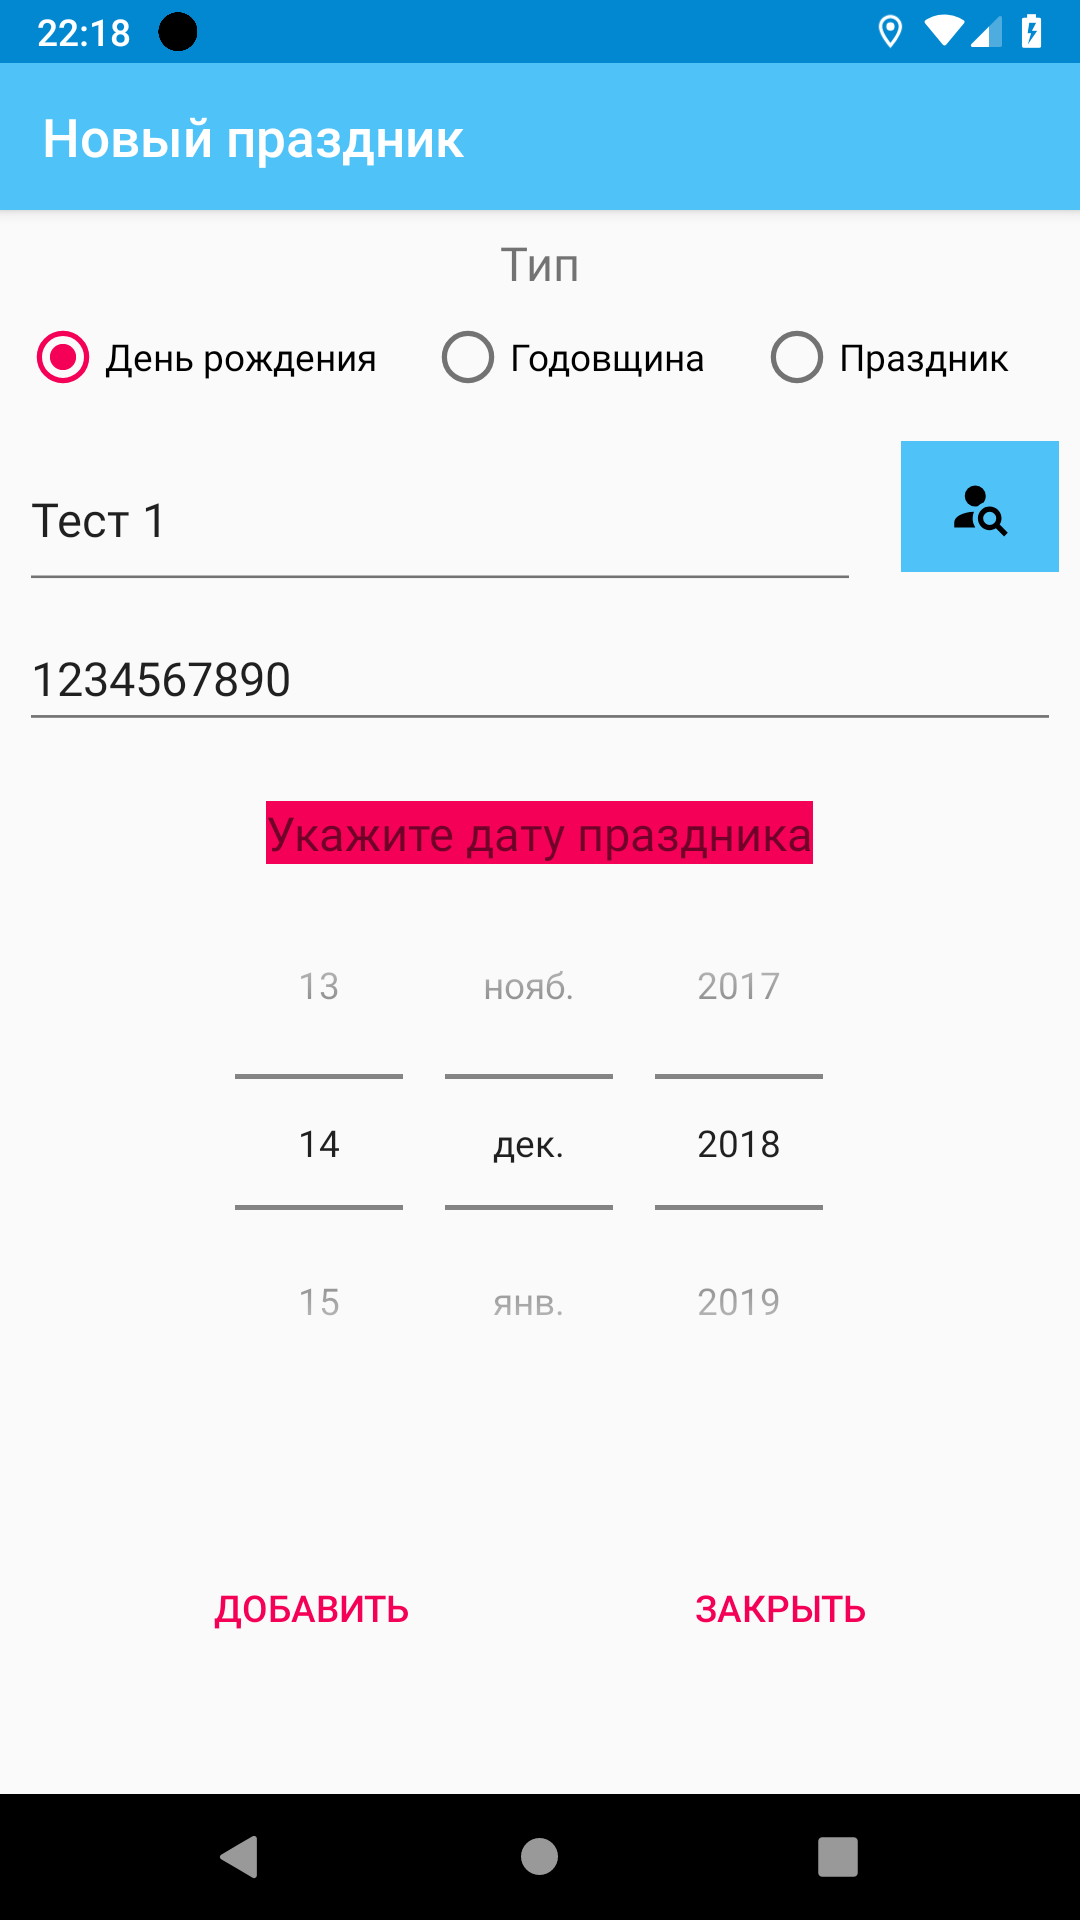 22:18
Новый праздник
Тип
День рождения Годовщина Праздник
Тест 1
1234567890
Укажите дату праздника
13 нояб. 2017
14 дек. 2018
15 янв. 2019
ДОБАВИТЬ ЗАКРЫТЬ